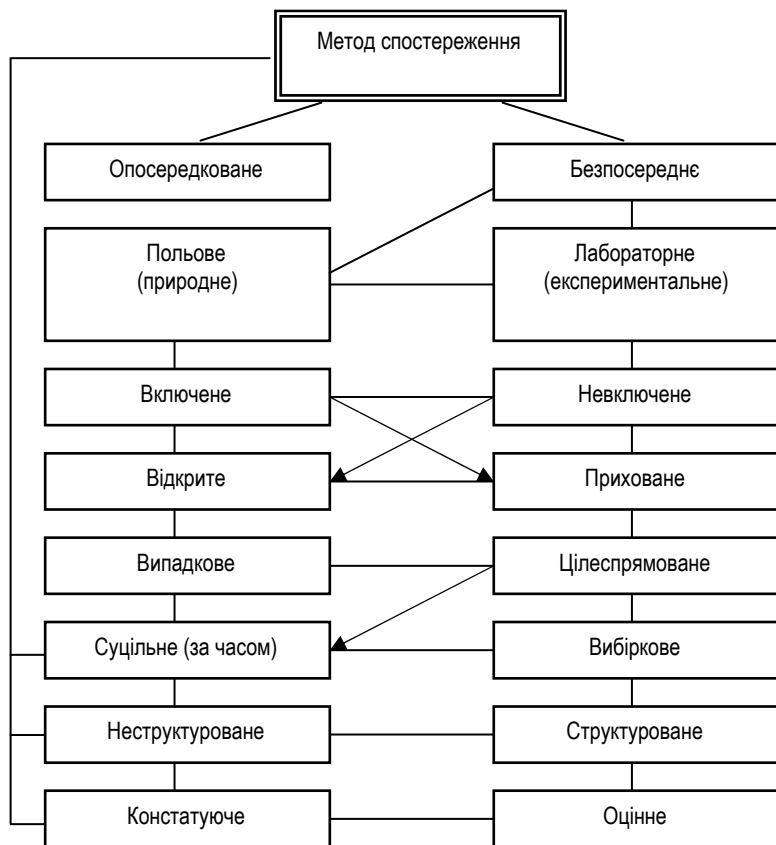 Метод спостереження
Опосередковане
Безпосереднє
Польове
(природне)
Лабораторне
(експериментальне)
Включене
Невключене
Відкрите
Приховане
Випадкове
Цілеспрямоване
Суцільне (за часом)
Вибіркове
Неструктуроване
Структуроване
Констатуюче
Оцінне